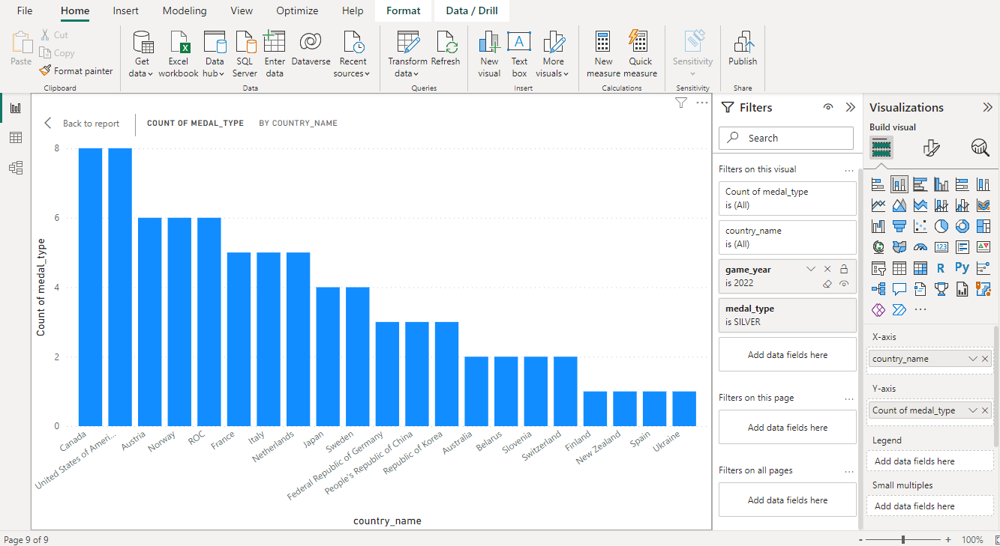 File Home Insert Modeling View Optimize Help Format Data / Drill
Paste
Cut
Copy
Format painter
Clipboard
Get data
Excel workbook
Data hub
SQL Server
Enter data
Dataverse
Recent sources
Data
Transform data
Refresh
Queries
New visual
Text box
More visuals
Insert
New measure
Quick measure
Calculations
Sensitivity
Sensitivity
Publish
Share
Back to report
COUNT OF MEDAL_TYPE BY COUNTRY_NAME
Count of medal_type
8
6
4
2
0
Canada
United States of Ameri...
Austria
Norway
ROC
France
Italy
Netherlands
Japan
Sweden
Federal Republic of Germany
People's Republic of China
Republic of Korea
Australia
Belarus
Slovenia
Switzerland
Finland
New Zealand
Spain
Ukraine
country_name
Filters
Search
Filters on this visual
Count of medal_type
is (All)
country_name
is (All)
game_year
is 2022
medal_type
is SILVER
Add data fields here
Filters on this page
Add data fields here
Filters on all pages
Add data fields here
Visualizations
Build visual
123
R Py
X-axis
country_name
Y-axis
Count of medal_type
Legend
Add data fields here
Small multiples
Add data fields here
Page 9 of 9
- + 100%